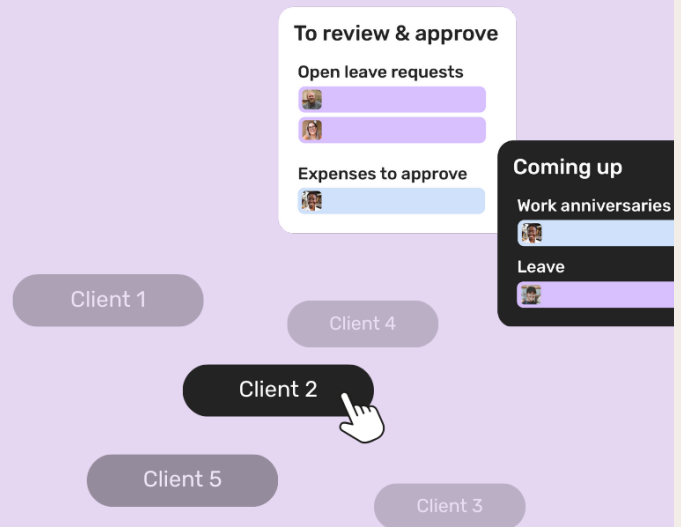 To review & approve
Open leave requests
Expenses to approve
Coming up
Work anniversaries
Leave
Client 1
Client 4
Client 2
Client 5
Client 3